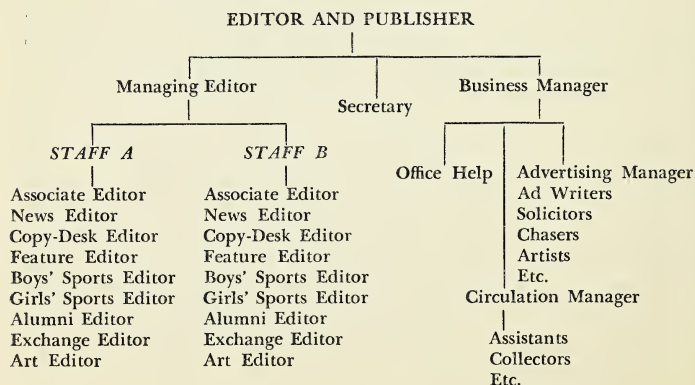 EDITOR AND PUBLISHER
Managing Editor
Secretary
Business Manager
STAFF A
Associate Editor
News Editor
Copy-Desk Editor
Feature Editor
Boys' Sports Editor
Girls' Sports Editor
Alumni Editor
Exchange Editor
Art Editor
STAFF B
Associate Editor
News Editor
Copy-Desk Editor
Feature Editor
Boys' Sports Editor
Girls' Sports Editor
Alumni Editor
Exchange Editor
Art Editor
Office Help
Advertising Manager
Ad Writers
Solicitors
Chasers
Artists
Etc.
Circulation Manager
Assistants
Collectors
Etc.